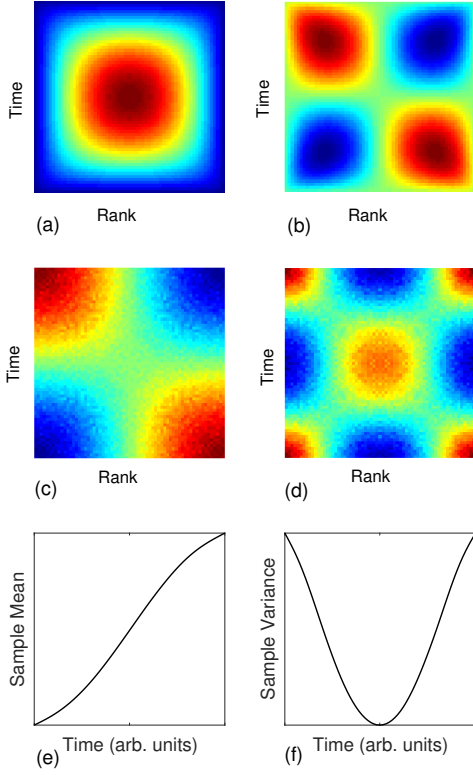 Time
Rank
(a)
Time
Rank
(b)
Time
Rank
(c)
Time
Rank
(d)
Sample Mean
Time (arb. units)
(e)
Sample Variance
Time (arb. units)
(f)